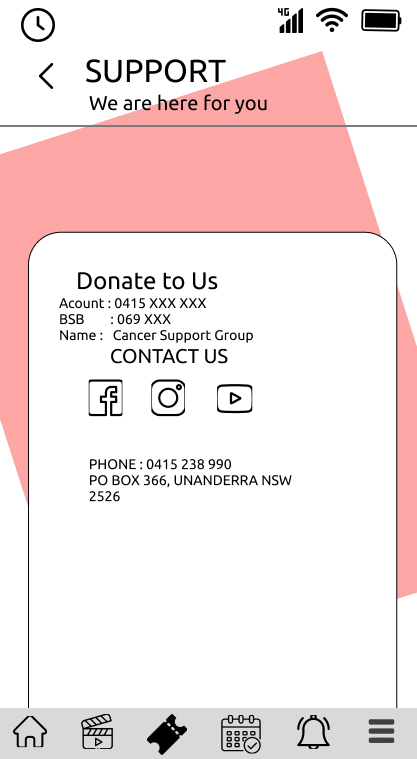 4G
SUPPORT
We are here for you
Donate to Us
Acount : 0415 XXX XXX
BSB : 069 XXX
Name : Cancer Support Group
CONTACT US
PHONE : 0415 238 990
PO BOX 366, UNANDERRA NSW
2526